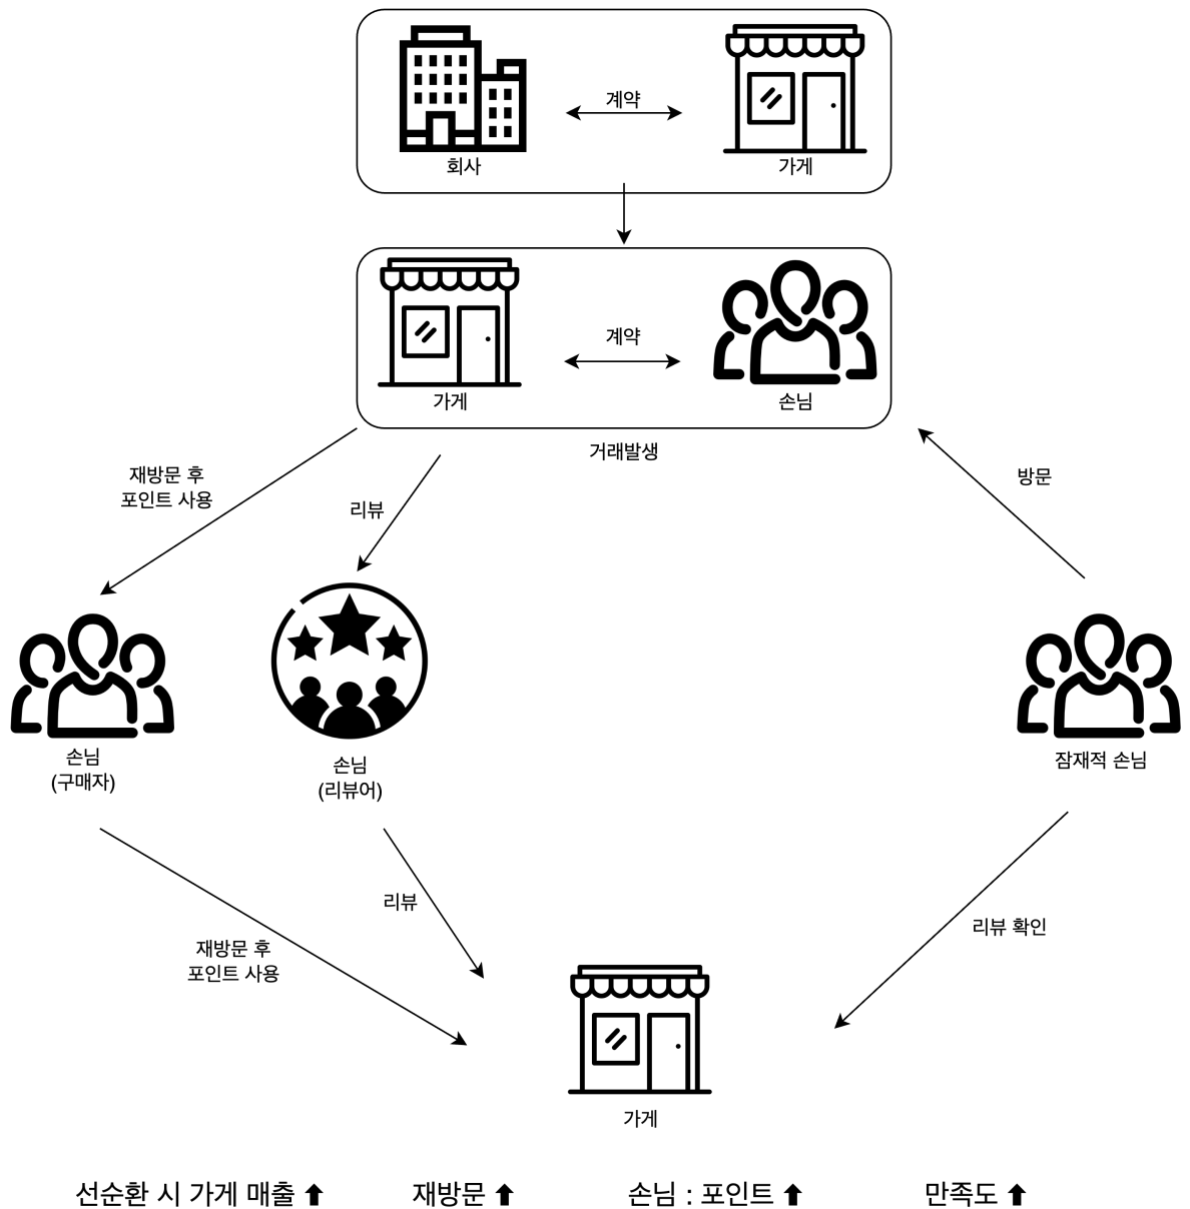 계약
회사
가게
계약
가게
손님
거래발생
재방문 후
포인트 사용
리뷰
방문
손님
(구매자)
손님
(리뷰어)
잠재적 손님
리뷰
재방문 후
포인트 사용
리뷰 확인
가게
선순환 시 가게 매출 ⬆
재방문 ⬆
손님 : 포인트 ⬆
만족도 ⬆